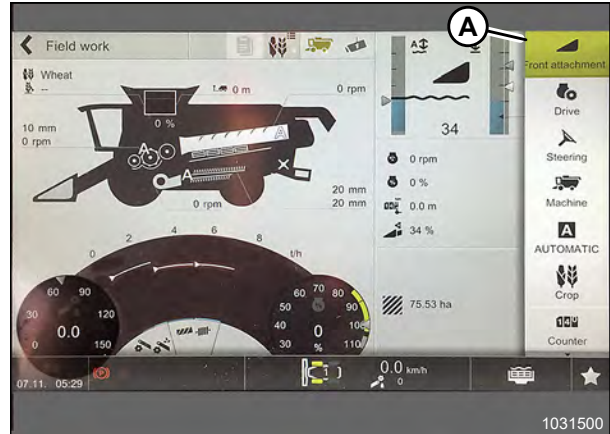 A
Field work
Front attachment
Wheat
--
0 m
0 rpm
A
0 %
34
Drive
10 mm
0 rpm
A
A
A
0 rpm
Steering
0 %
20 mm
20 mm
0.0 m
Machine
0 rpm
34 %
A
AUTOMATIC
0
2
4
6
8
t/h
Crop
75.53 ha
0
30
60
90
120
150
0.0
30
40
50
60
70
80
90
100
110
0
%
Counter
07.11. 05:29
(P)
1
0.0 km/h
0
1031500